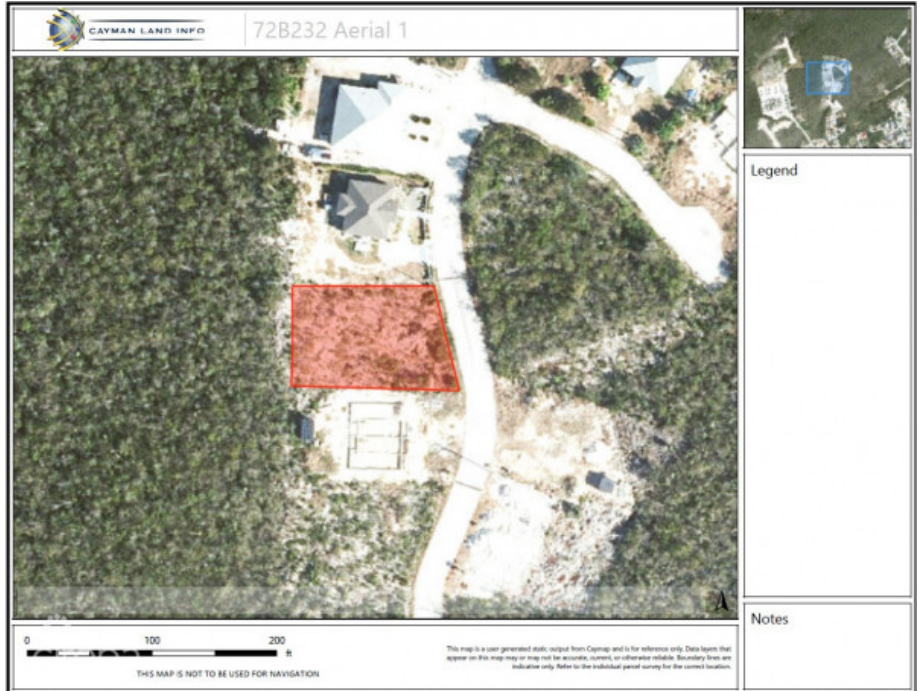 CAYMAN LAND INFO
72B232 Aerial 1
Legend
Notes
0 100 200
ft
THIS MAP IS NOT TO BE USED FOR NAVIGATION
This map is a user generated static output from Caymap and is for reference only. Data layers that
appear on this map may or may not be accurate, current, or otherwise reliable. Boundary lines are
indicative only. Refer to the individual parcel survey for the correct location.